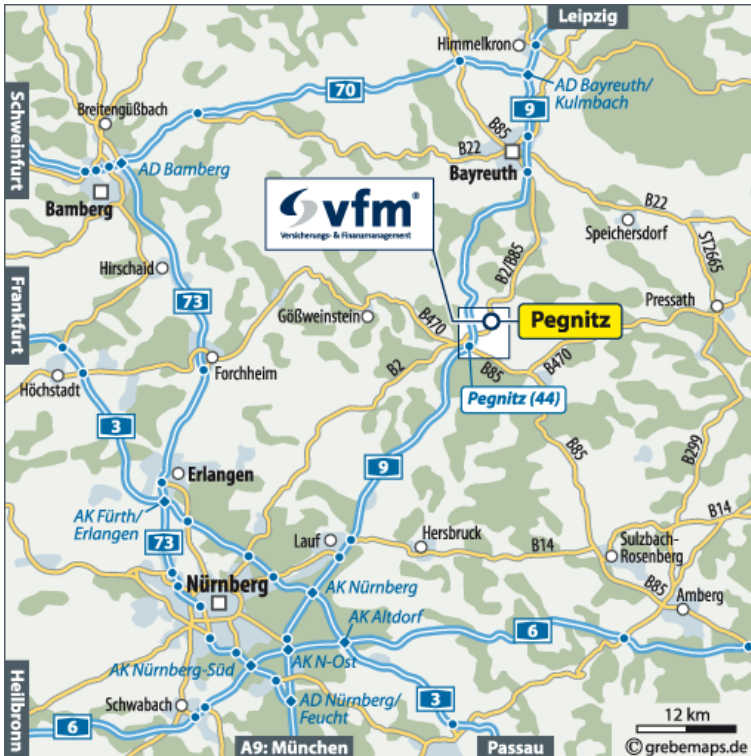 Leipzig
Himmelkron
AD Bayreuth/
Kulmbach
70
9
Schweinfurt
Breitengüßbach
B85
B22
Bayreuth
AD Bamberg
Bamberg
vfm®
Versicherungs- & Finanzmanagement
B22
Speichersdorf
ST2665
Hirschaid
B2/B85
Frankfurt
73
Gößweinstein
B470
Pegnitz
Pressath
Forchheim
B2
B85
B470
Höchstadt
Pegnitz (44)
3
B85
B299
9
Erlangen
AK Fürth/
Erlangen
73
Lauf
Hersbruck
B14
B14
Sulzbach-
Rosenberg
B85
Amberg
Nürnberg
AK Nürnberg
AK Altdorf
6
AK N-Ost
AK Nürnberg-Süd
Heilbronn
Schwabach
AD Nürnberg/
Feucht
3
6
12 km
A9: München
Passau
© grebemaps.de